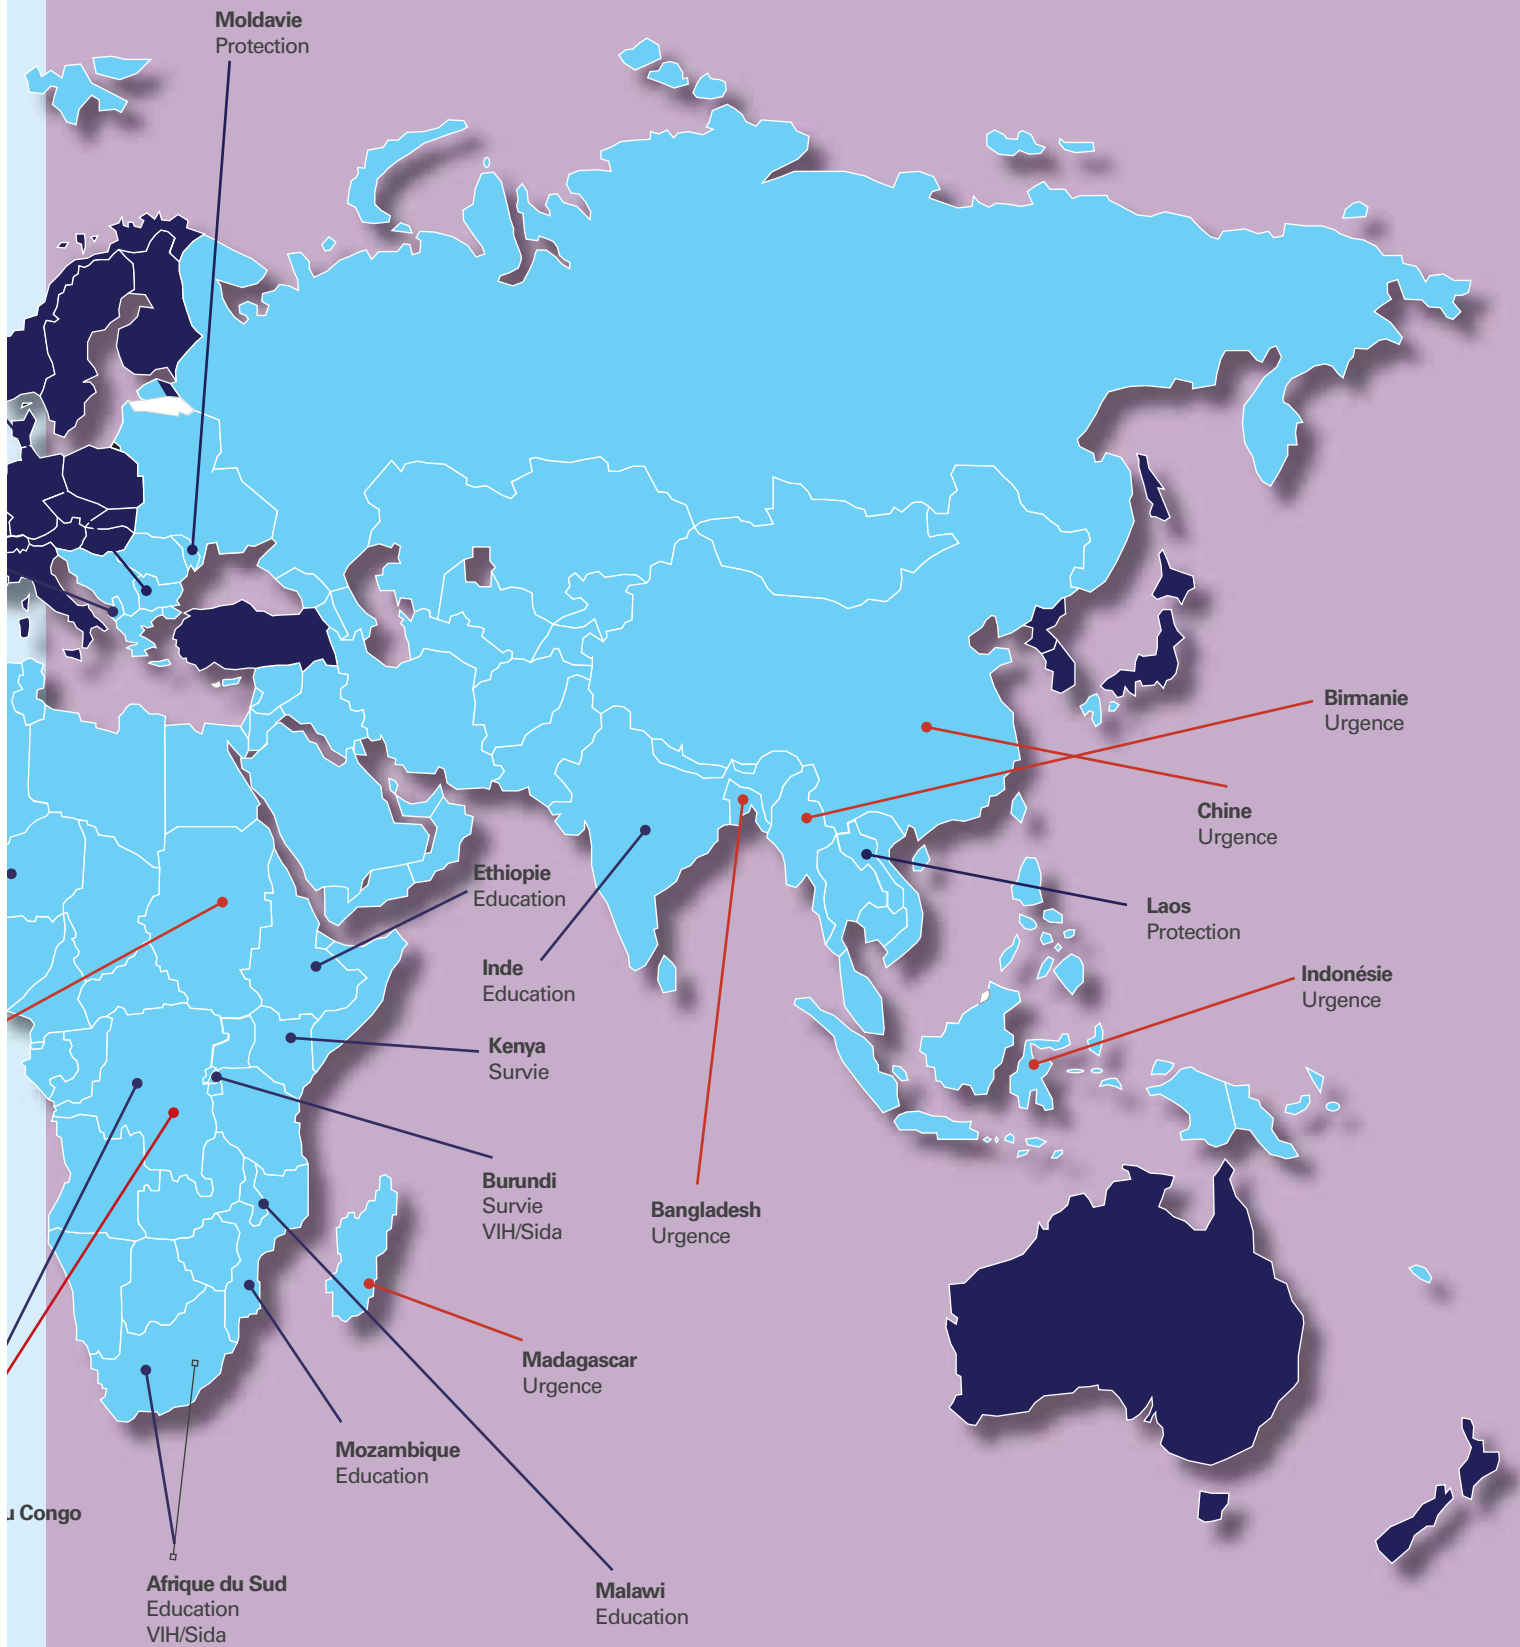 Moldavie
Protection
Birmanie
Urgence
Chine
Urgence
Ethiopie
Education
Laos
Protection
Inde
Education
Indonésie
Urgence
Kenya
Survie
Burundi
Survie
VIH/Sida
Bangladesh
Urgence
Madagascar
Urgence
Mozambique
Education
u Congo
Afrique du Sud
Education
VIH/Sida
Malawi
Education